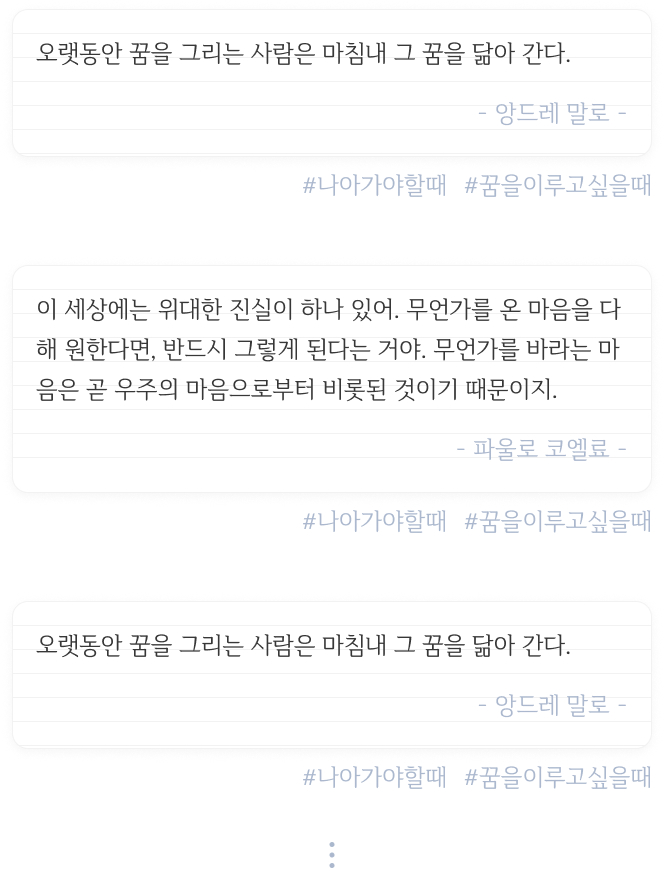 오랫동안 꿈을 그리는 사람은 마침내 그 꿈을 닮아 간다.
- 앙드레 말로 -
#나아가야할때 #꿈을이루고싶을때
이 세상에는 위대한 진실이 하나 있어. 무언가를 온 마음을 다
해 원한다면, 반드시 그렇게 된다는 거야. 무언가를 바라는 마
음은 곧 우주의 마음으로부터 비롯된 것이기 때문이지.
- 파울로 코엘료 -
#나아가야할때 #꿈을이루고싶을때
오랫동안 꿈을 그리는 사람은 마침내 그 꿈을 닮아 간다.
- 앙드레 말로 -
#나아가야할때 #꿈을이루고싶을때